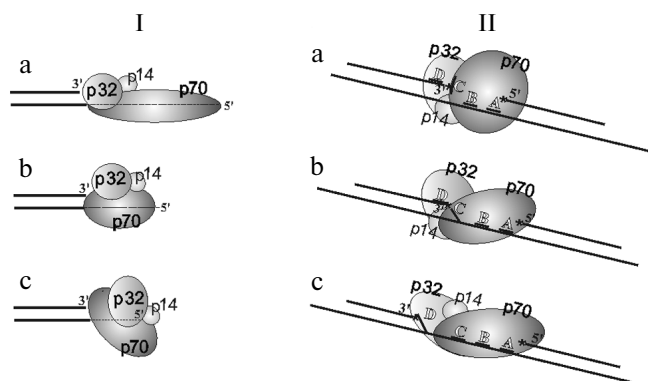 I II
a
3' p32 p14 p70 5'
b
3' p32 p14 p70 5'
c
3' p32 p14 5' p70
a
p32 p70
D 3' C B A * 5'
p14
b
p32 p70
D 3' C B A * 5'
p14
c
p32 p14 p70
3' D C B A * 5'